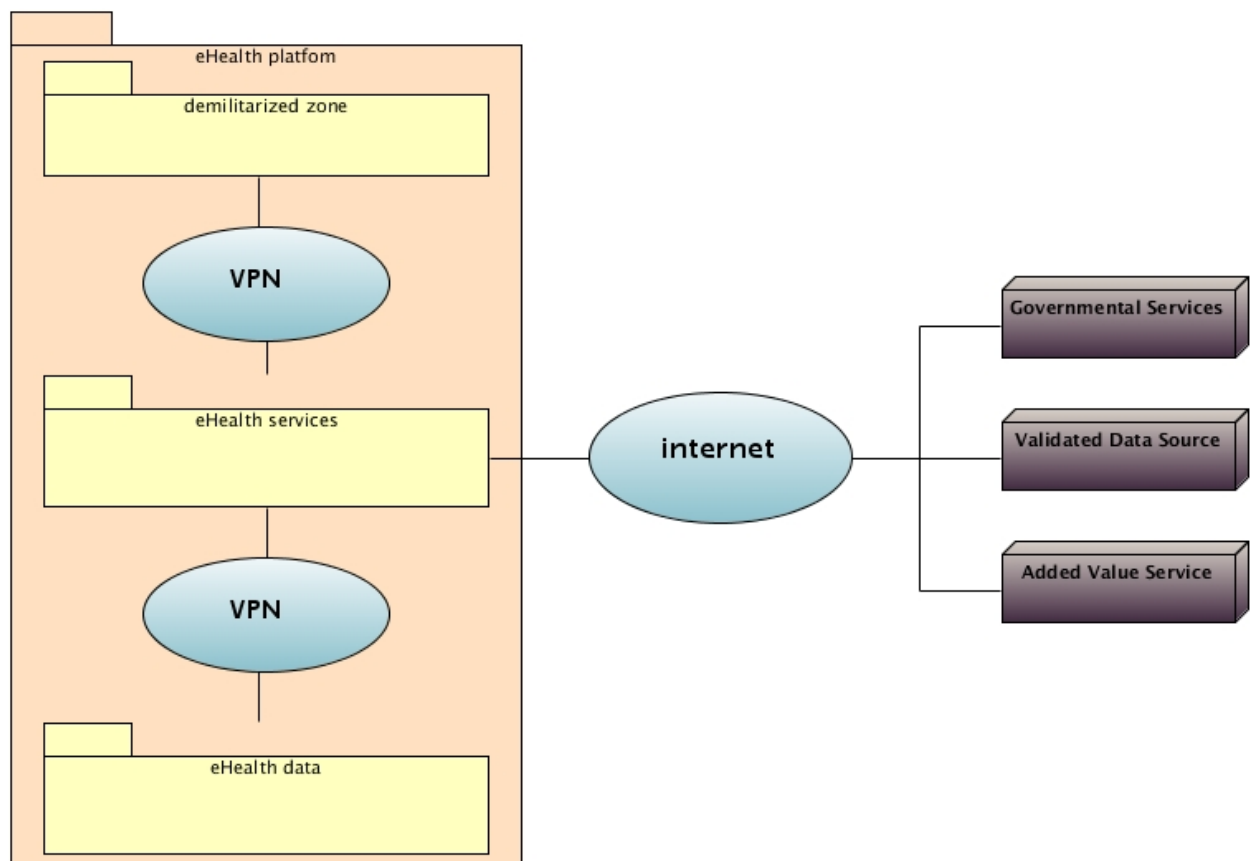 eHealth platfom
demilitarized zone
VPN
eHealth services
VPN
eHealth data
internet
Governmental Services
Validated Data Source
Added Value Service